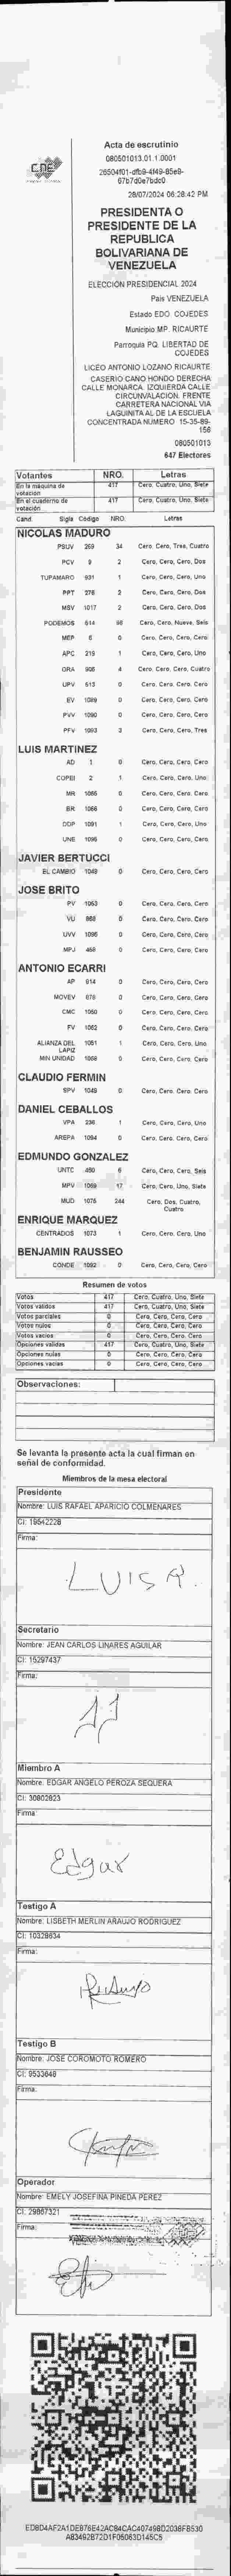 CNE
Acta de escrutinio
080501013.01.1.0001
26504f01-dfb9-4f49-85e8-
67b7d0e7bdc0
28/07/2024 06:28:42 PM
PRESIDENTA O
PRESIDENTE DE LA
REPUBLICA
BOLIVARIANA DE
VENEZUELA
ELECCIÓN PRESIDENCIAL 2024
Pais VENEZUELA
Estado EDO. COJEDES
Municipio MP. RICAURTE
Parroquia PQ. LIBERTAD DE
COJEDES
LICEO ANTONIO LOZANO RICAURTE
CASERIO CANO HONDO DERECHA
CALLE MONARCA. IZQUIERDA CALLE
CIRCUNVALACION. FRENTE
CARRETERA NACIONAL VIA
LAGUINITA AL DE LA ESCUELA
CONCENTRADA NUMERO 15-35-89-
156
080501013
647 Electores
Votantes NRO. Letras
En la máquina de votación 417 Cero, Cuatro, Uno, Siete
En el cuaderno de votación 417 Cero, Cuatro, Uno, Siete
Cand. Sigla Código NRO. Letras
NICOLAS MADURO
PSUV 269 34 Cero, Cero, Tres, Cuatro
PCV 9 2 Cero, Cero, Cero, Dos
TUPAMARO 931 1 Cero, Cero, Cero, Uno
PPT 276 2 Cero, Cero, Cero, Dos
MSV 1017 2 Cero, Cero, Cero, Dos
PODEMOS 614 96 Cero, Cero, Nueve, Seis
MEP 6 0 Cero, Cero, Cero, Cero
APC 215 1 Cero, Cero, Cero, Uno
ORA 905 4 Cero, Cero, Cero, Cuatro
UPV 613 0 Cero, Cero, Cero, Cero
EV 1089 0 Cero, Cero, Cero, Cero
PVV 1090 0 Cero, Cero, Cero, Cero
PFV 1093 3 Cero, Cero, Cero, Tres
LUIS MARTINEZ
AD 1 0 Cero, Cero, Cero, Cero
COPEI 2 1 Cero, Cero, Cero, Uno
MR 1065 0 Cero, Cero, Cero, Cero
BR 1066 0 Cero, Cero, Cero, Cero
DDP 1091 1 Cero, Cero, Cero, Uno
UNE 1095 0 Cero, Cero, Cero, Cero
JAVIER BERTUCCI
EL CAMBIO 1048 0 Cero, Cero, Cero, Cero
JOSE BRITO
PV 1053 0 Cero, Cero, Cero, Cero
VU 868 0 Cero, Cero, Cero, Cero
UVV 1096 0 Cero, Cero, Cero, Cero
MPJ 458 0 Cero, Cero, Cero, Cero
ANTONIO ECARRI
AP 914 0 Cero, Cero, Cero, Cero
MOVEV 676 0 Cero, Cero, Cero, Cero
CMC 1050 0 Cero, Cero, Cero, Cero
FV 1062 0 Cero, Cero, Cero, Cero
ALIANZA DEL LAPIZ 1051 1 Cero, Cero, Cero, Uno
MIN UNIDAD 1058 0 Cero, Cero, Cero, Cero
CLAUDIO FERMIN
SPV 1049 0 Cero, Cero, Cero, Cero
DANIEL CEBALLOS
VPA 236 1 Cero, Cero, Cero, Uno
AREPA 1094 0 Cero, Cero, Cero, Cero
EDMUNDO GONZALEZ
UNTC 460 6 Cero, Cero, Cero, Seis
MPV 1069 17 Cero, Cero, Uno, Siete
MUD 1075 244 Cero, Dos, Cuatro, Cuatro
ENRIQUE MARQUEZ
CENTRADOS 1073 1 Cero, Cero, Cero, Uno
BENJAMIN RAUSSEO
CONDE 1092 0 Cero, Cero, Cero, Cero
Resumen de votos
Votos 417 Cero, Cuatro, Uno, Siete
Votos validos 417 Cero, Cuatro, Uno, Siete
Votos parciales 0 Cero, Cero, Cero, Cero
Votos nulos 0 Cero, Cero, Cero, Cero
Votos vacios 0 Cero, Cero, Cero, Cero
Opciones validas 417 Cero, Cuatro, Uno, Siete
Opciones nulas 0 Cero, Cero, Cero, Cero
Opciones vacias 0 Cero, Cero, Cero, Cero
Observaciones:
Se levanta la presente acta la cual firman en
señal de conformidad.
Miembros de la mesa electoral
Presidente
Nombre: LUIS RAFAEL APARICIO COLMENARES
CI: 19542228
Firma:
LUIS A.
Secretario
Nombre: JEAN CARLOS LINARES AGUILAR
CI: 15297437
Firma:
Miembro A
Nombre: EDGAR ANGELO PEROZA SEQUERA
CI: 30802623
Firma:
Edgar
Testigo A
Nombre: LISBETH MERLIN ARAUJO RODRIGUEZ
CI: 10328634
Firma:
Testigo B
Nombre: JOSE COROMOTO ROMERO
CI: 9533648
Firma:
Operador
Nombre: EMELY JOSEFINA PINEDA PEREZ
CI: 29867321
Firma:
ED8D4AF2A1DE876E42AC84CAC407498D2038FB530
A83492B72D1F05063D145C5